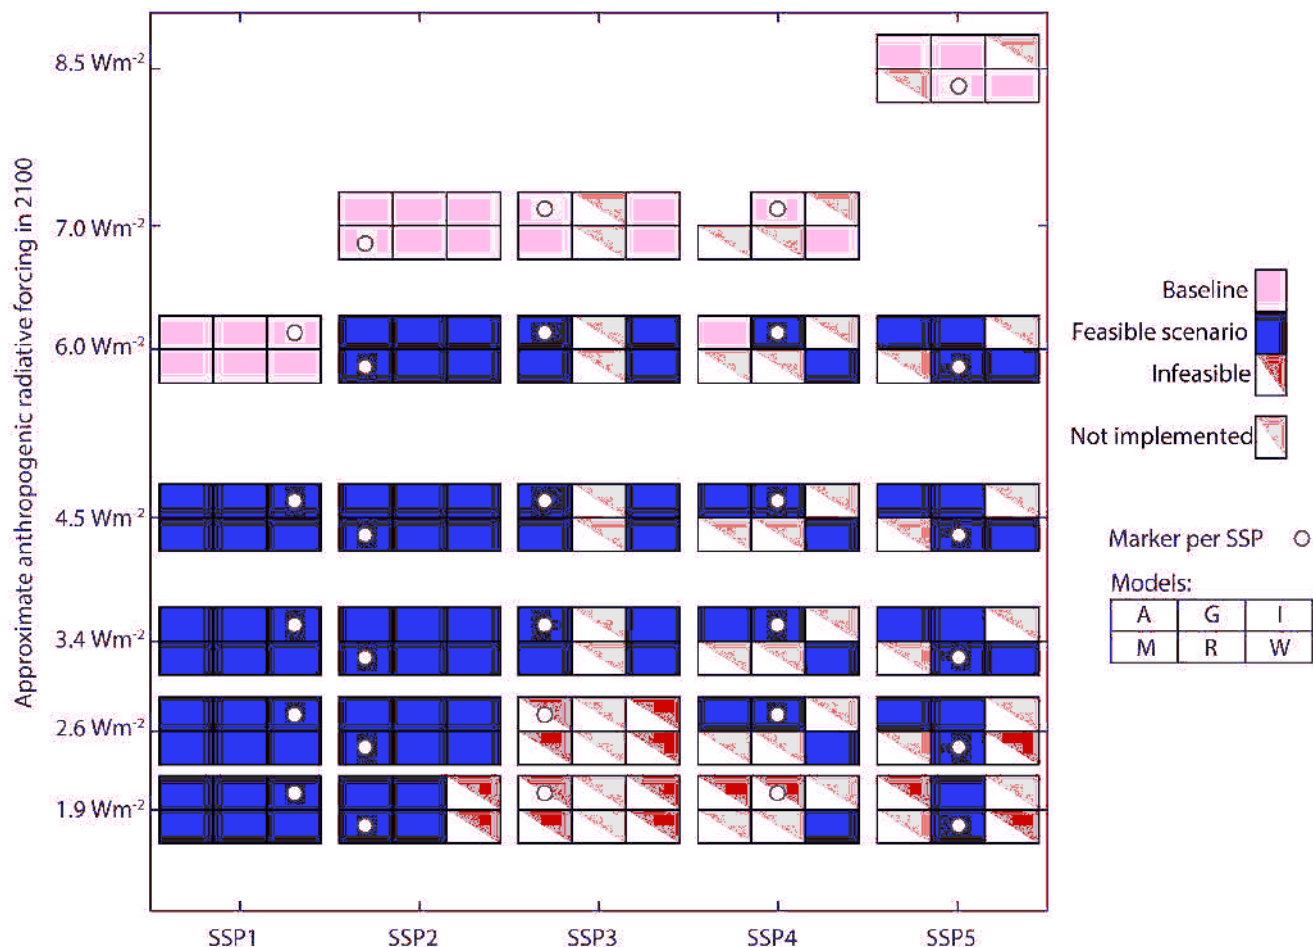 Approximate anthropogenic radiative forcing in 2100
8.5 Wm-2
7.0 Wm-2
6.0 Wm-2
4.5 Wm-2
3.4 Wm-2
2.6 Wm-2
1.9 Wm-2
SSP1 SSP2 SSP3 SSP4 SSP5
Baseline
Feasible scenario
Infeasible
Not implemented
Marker per SSP
Models:
A G I
M R W